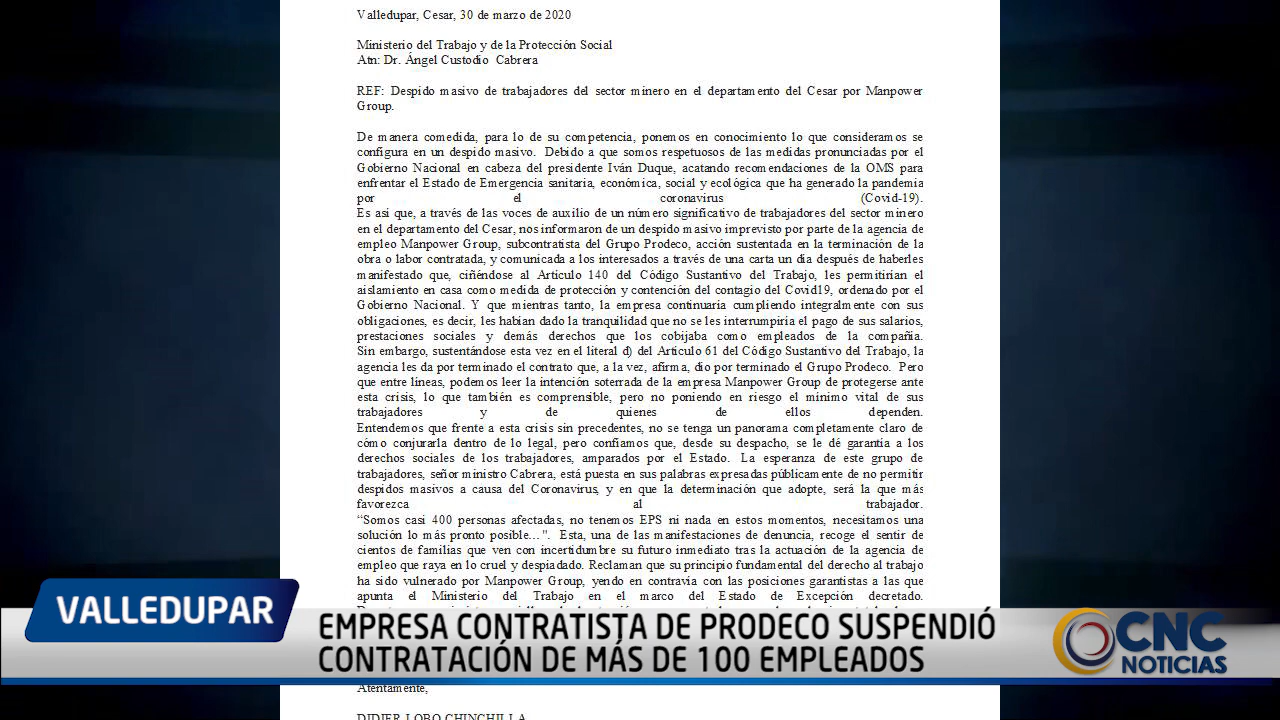 Valledupar, Cesar, 30 de marzo de 2020
Ministerio del Trabajo y de la Protección Social
Atn: Dr. Ángel Custodio Cabrera
REF: Despido masivo de trabajadores del sector minero en el departamento del Cesar por Manpower
Group.
De manera comedida, para lo de su competencia, ponemos en conocimiento lo que consideramos se
configura en un despido masivo. Debido a que somos respetuosos de las medidas pronunciadas por el
Gobierno Nacional en cabeza del presidente Iván Duque, acatando recomendaciones de la OMS para
enfrentar el Estado de Emergencia sanitaria, económica, social y ecológica que ha generado la pandemia
por el coronavirus (Covid-19).
Es asi que, a través de las voces de auxilio de un número significativo de trabajadores del sector minero
en el departamento del Cesar, nos informaron de un despido masivo imprevisto por parte de la agencia de
empleo Manpower Group, subcontratista del Grupo Prodeco, acción sustentada en la terminación de la
obra o labor contratada, y comunicada a los interesados a través de una carta un día después de haberles
manifestado que, ciñéndose al Artículo 140 del Código Sustantivo del Trabajo, les permitirían el
aislamiento en casa como medida de protección y contención del contagio del Covid19, ordenado por el
Gobierno Nacional. Y que mientras tanto, la empresa continuaría cumpliendo integralmente con sus
obligaciones, es decir, les habían dado la tranquilidad que no se les interrumpiría el pago de sus salarios,
prestaciones sociales y demás derechos que los cobijaba como empleados de la compañía.
Sin embargo, sustentándose esta vez en el literal d) del Artículo 61 del Código Sustantivo del Trabajo, la
agencia les da por terminado el contrato que, a la vez, afirma, dio por terminado el Grupo Prodeco. Pero
que entre líneas, podemos leer la intención soterrada de la empresa Manpower Group de protegerse ante
esta crisis, lo que también es comprensible, pero no poniendo en riesgo el mínimo vital de sus
trabajadores y de quienes de ellos dependen.
Entendemos que frente a esta crisis sin precedentes, no se tenga un panorama completamente claro de
cómo conjurarla dentro de lo legal, pero confiamos que, desde su despacho, se le dé garantía a los
derechos sociales de los trabajadores, amparados por el Estado. La esperanza de este grupo de
trabajadores, señor ministro Cabrera, está puesta en sus palabras expresadas públicamente de no permitir
despidos masivos a causa del Coronavirus, y en que la determinación que adopte, será la que más
favorezca al trabajador.
“Somos casi 400 personas afectadas, no tenemos EPS ni nada en estos momentos, necesitamos una
solución lo más pronto posible...". Esta, una de las manifestaciones de denuncia, recoge el sentir de
cientos de familias que ven con incertidumbre su futuro inmediato tras la actuación de la agencia de
empleo que raya en lo cruel y despiadado. Reclaman que su principio fundamental del derecho al trabajo
ha sido vulnerado por Manpower Group, yendo en contravía con las posiciones garantistas a las que
apunta el Ministerio del Trabajo en el marco del Estado de Excepción decretado.
VALLEDUPAR
EMPRESA CONTRATISTA DE PRODECO SUSPENDIÓ
CONTRATACIÓN DE MÁS DE 100 EMPLEADOS
CNC
NOTICIAS
Atentamente,
DIDIER LOBO CHINCHILLA